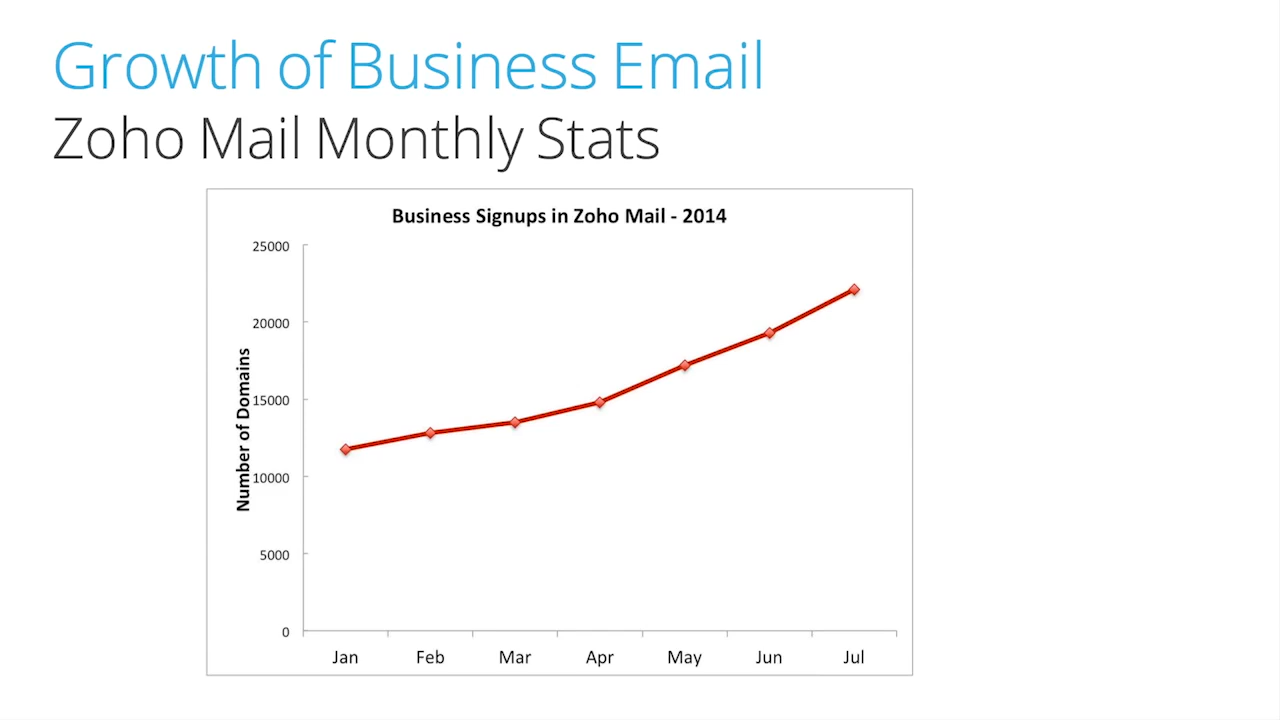 Growth of Business Email
Zoho Mail Monthly Stats
Business Signups in Zoho Mail - 2014
Number of Domains
25000
20000
15000
10000
5000
0
Jan Feb Mar Apr May Jun Jul